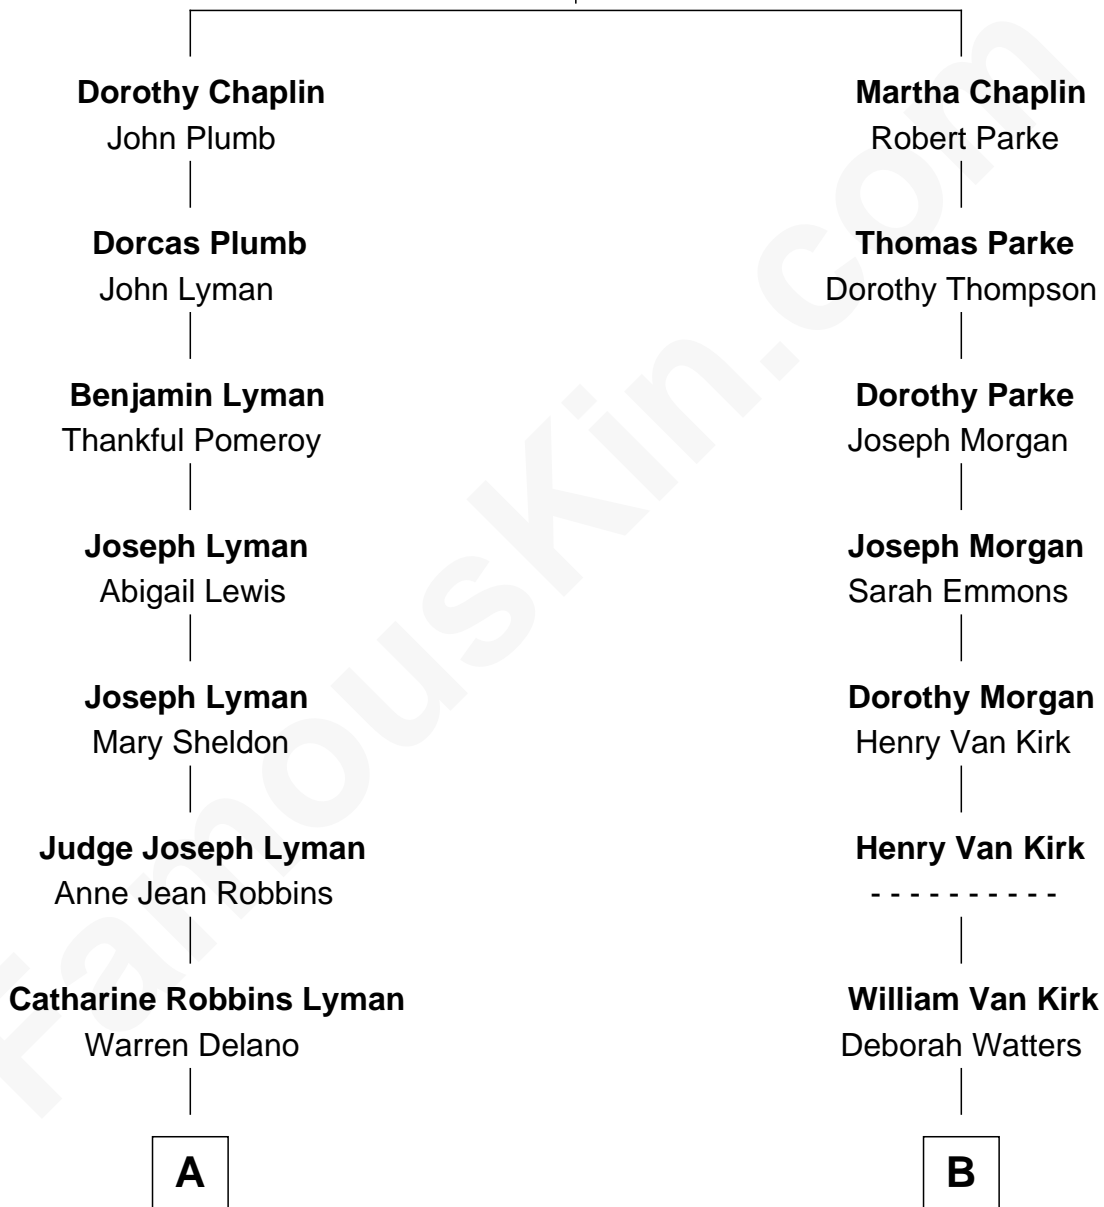 Dorothy Chaplin
John Plumb
Martha Chaplin
Robert Parke
Dorcas Plumb
John Lyman
Thomas Parke
Dorothy Thompson
Benjamin Lyman
Thankful Pomeroy
Dorothy Parke
Joseph Morgan
Joseph Lyman
Abigail Lewis
Joseph Morgan
Sarah Emmons
Joseph Lyman
Mary Sheldon
Dorothy Morgan
Henry Van Kirk
Judge Joseph Lyman
Anne Jean Robbins
Henry Van Kirk
- - - - - - - - - -
Catharine Robbins Lyman
Warren Delano
William Van Kirk
Deborah Watters
A
B
FamousKin.com